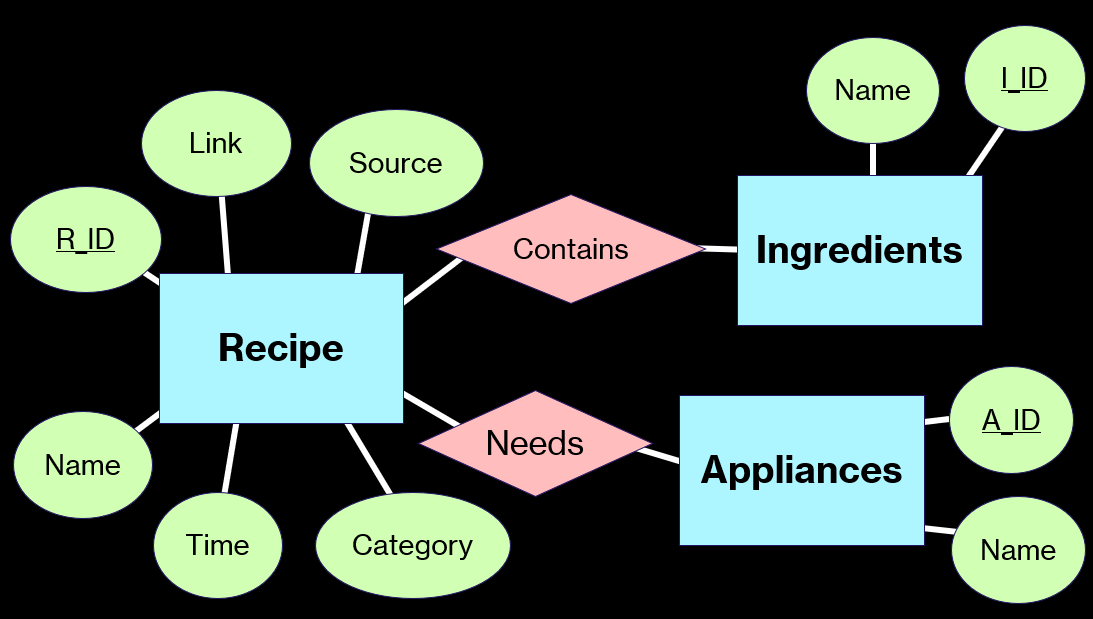 Name
I_ID
Link
Source
R_ID
Contains
Ingredients
Recipe
A_ID
Needs
Appliances
Name
Time
Category
Name